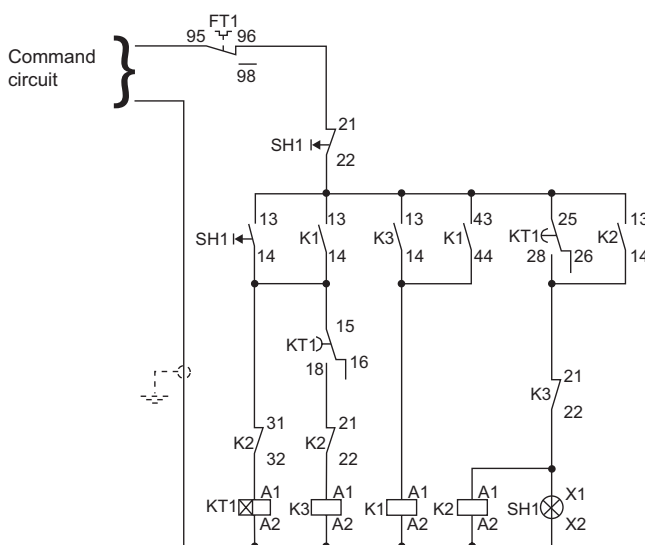 FT1
95 96
98
Command
circuit
21
SH1
22
13 13 13 43 25 13
SH1 K1 K3 K1 KT1 K2
14 14 14 44 28 26 14
15
KT1
18 16
21
K3
22
31 21
K2 K2
32 22
A1 A1 A1 A1 X1
KT1 K3 K1 K2 SH1
A2 A2 A2 A2 X2